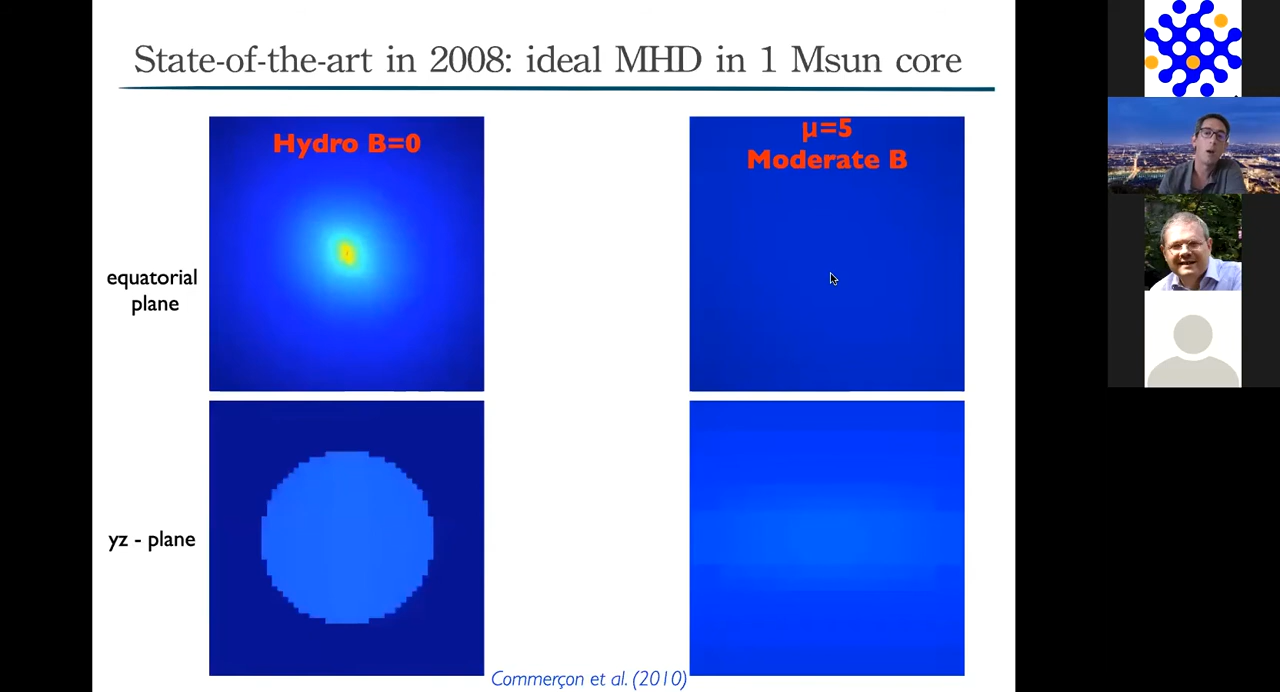 State-of-the-art in 2008: ideal MHD in 1 Msun core
Hydro B=0
μ=5
Moderate B
equatorial
plane
yz - plane
Commerçon et al. (2010)